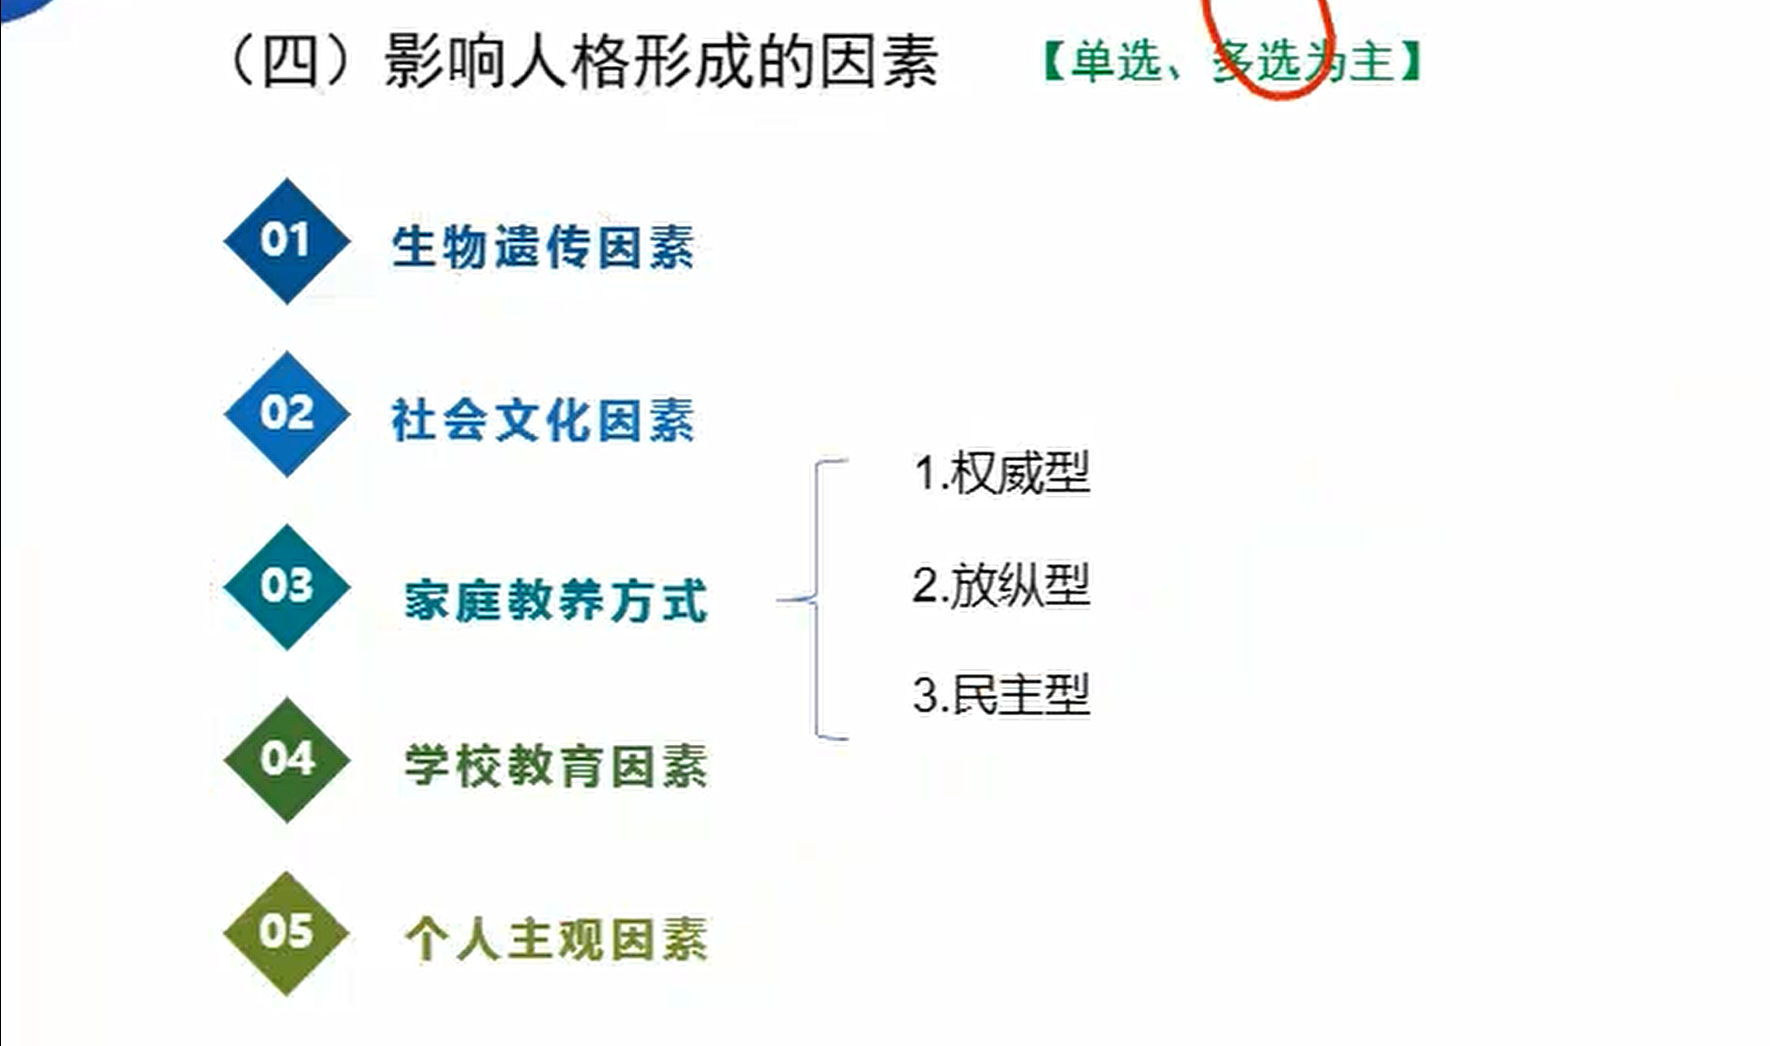 （四）影响人格形成的因素 【单选、多选为主】
01 生物遗传因素
02 社会文化因素
03 家庭教养方式
1.权威型
2.放纵型
3.民主型
04 学校教育因素
05 个人主观因素